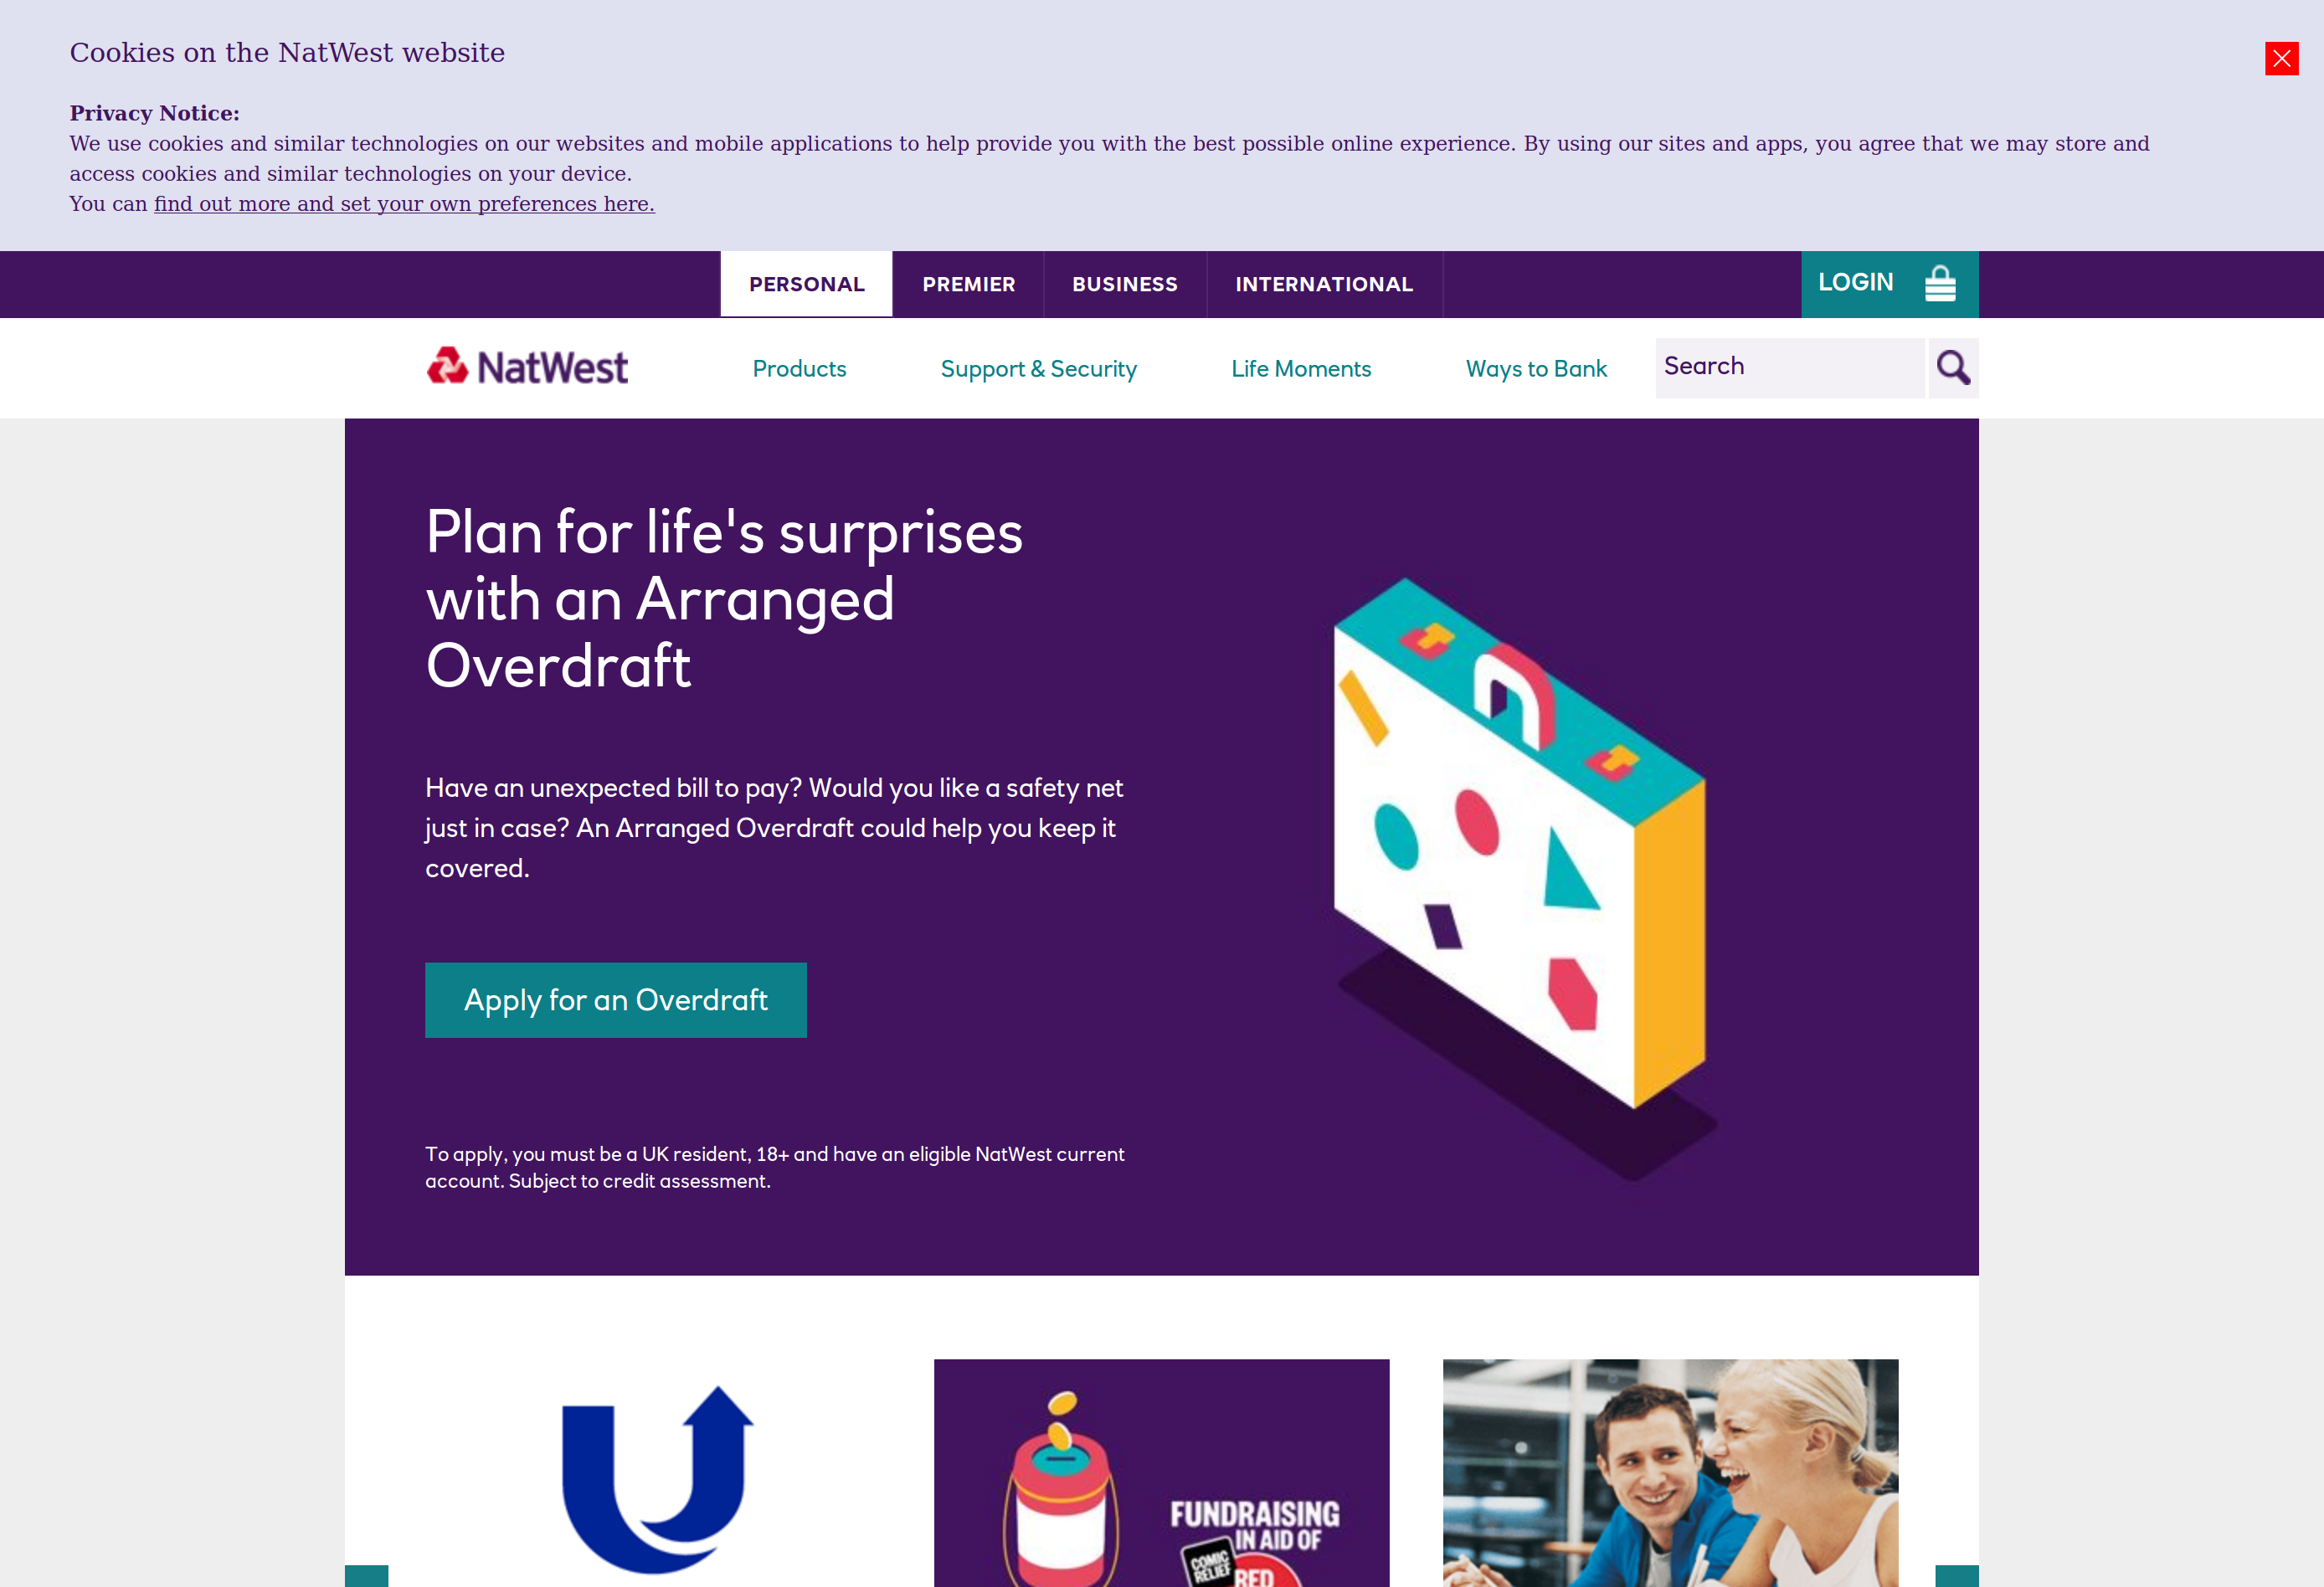 Cookies on the NatWest website
Privacy Notice:
We use cookies and similar technologies on our websites and mobile applications to help provide you with the best possible online experience. By using our sites and apps, you agree that we may store and
access cookies and similar technologies on your device.
You can find out more and set your own preferences here.
PERSONAL
PREMIER
BUSINESS
INTERNATIONAL
LOGIN
NatWest
Products
Support & Security
Life Moments
Ways to Bank
Search
Plan for life's surprises
with an Arranged
Overdraft
Have an unexpected bill to pay? Would you like a safety net
just in case? An Arranged Overdraft could help you keep it
covered.
Apply for an Overdraft
To apply, you must be a UK resident, 18+ and have an eligible NatWest current
account. Subject to credit assessment.
FUNDRAISING
IN AID OF
COMIC
RELIEF
RED